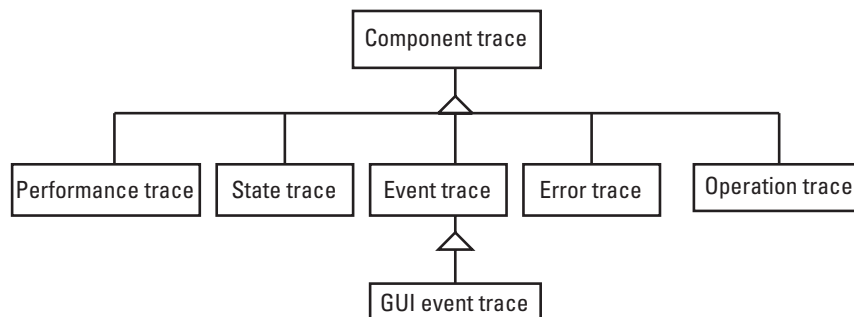 Component trace
Performance trace
State trace
Event trace
Error trace
Operation trace
GUI event trace